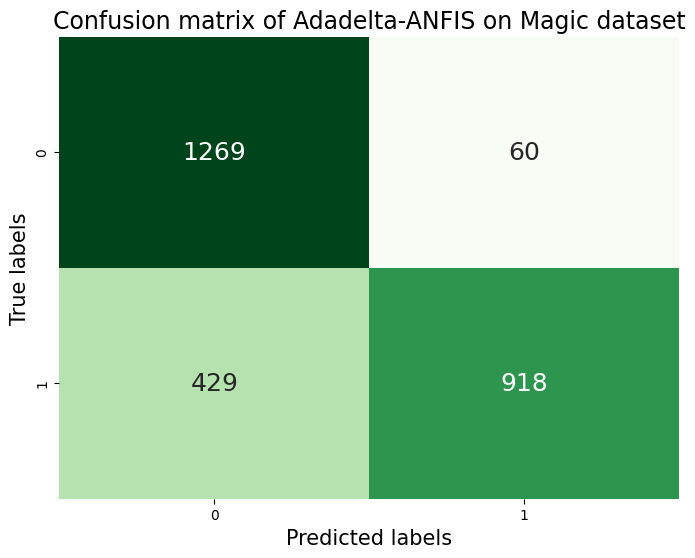 Confusion matrix of Adadelta-ANFIS on Magic dataset
True labels
0
1269
60
1
429
918
0
1
Predicted labels